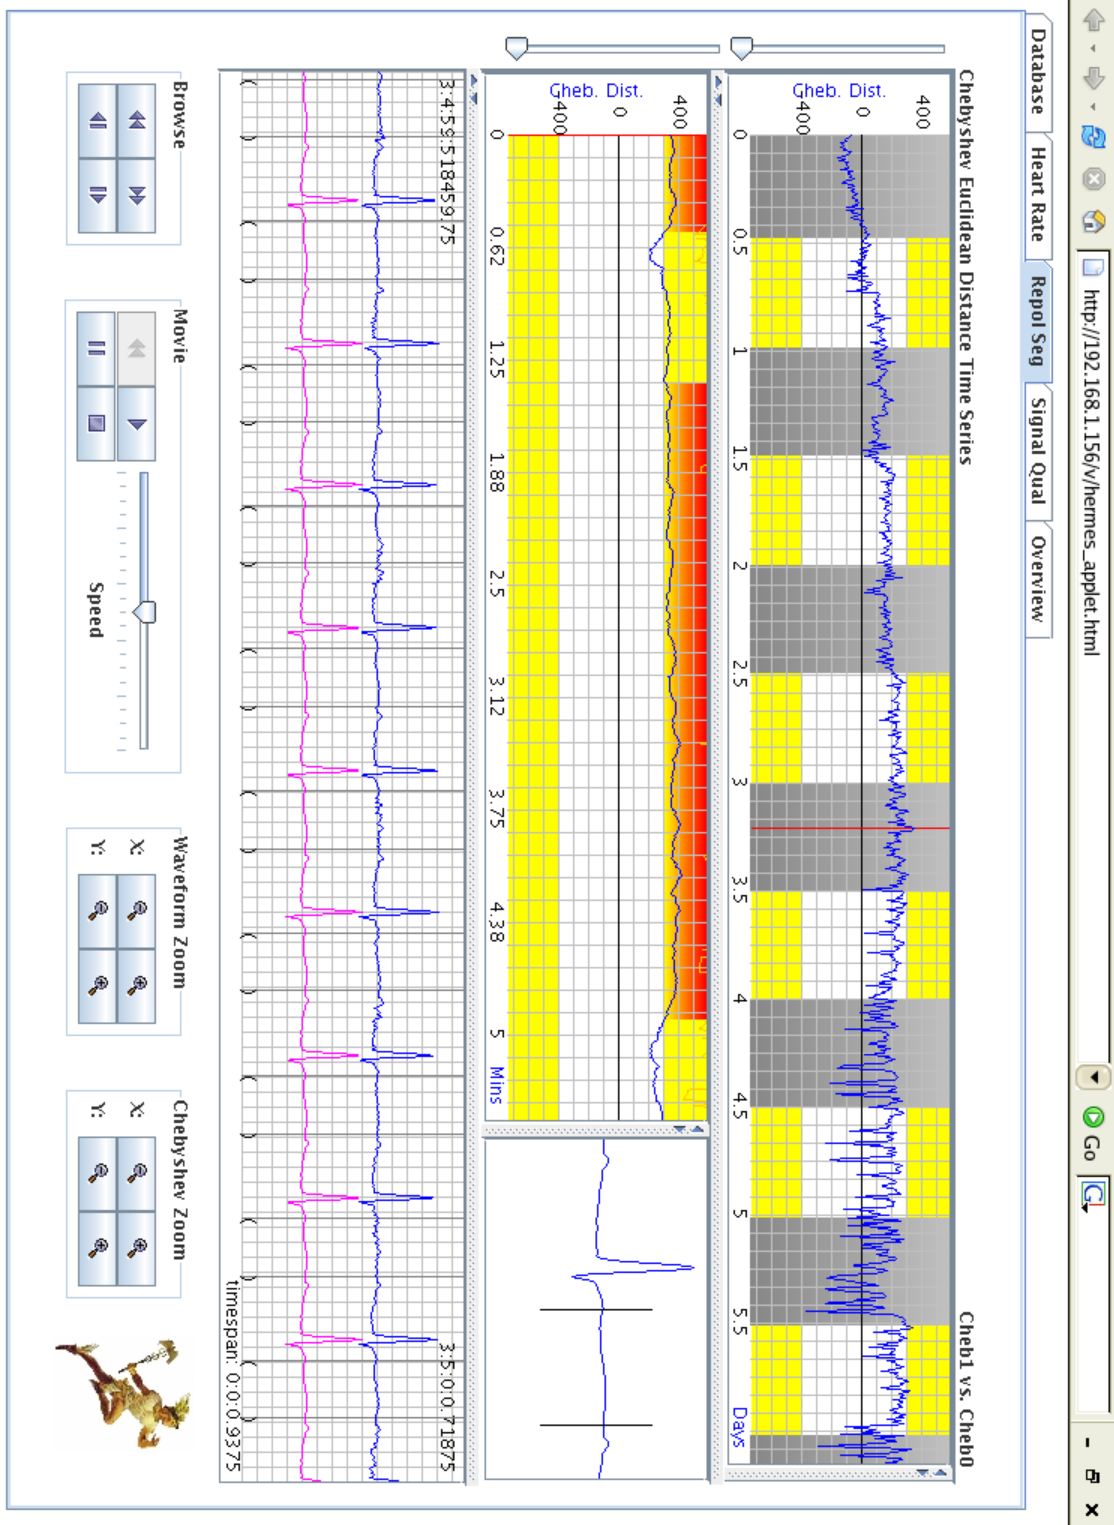 http://192.168.1.156/v/hermes_applet.html
Go
Database
Heart Rate
Repol Seg
Signal Qual
Overview
Chebyshev Euclidean Distance Time Series
Cheb1 vs. Cheb0
Gheb. Dist.
400
0
400
0
0.5
1
1.5
2
2.5
3
3.5
4
4.5
5
5.5
Days
Gheb. Dist.
400
0
400
0
0.62
1.25
1.88
2.5
3.12
3.75
4.38
5
Mins
3:4:59:518459.75
3:5:0:0.71875
timespan: 0:0:0.9375
Browse
Movie
Speed
Waveform Zoom
X:
Y:
Chebyshev Zoom
X:
Y: